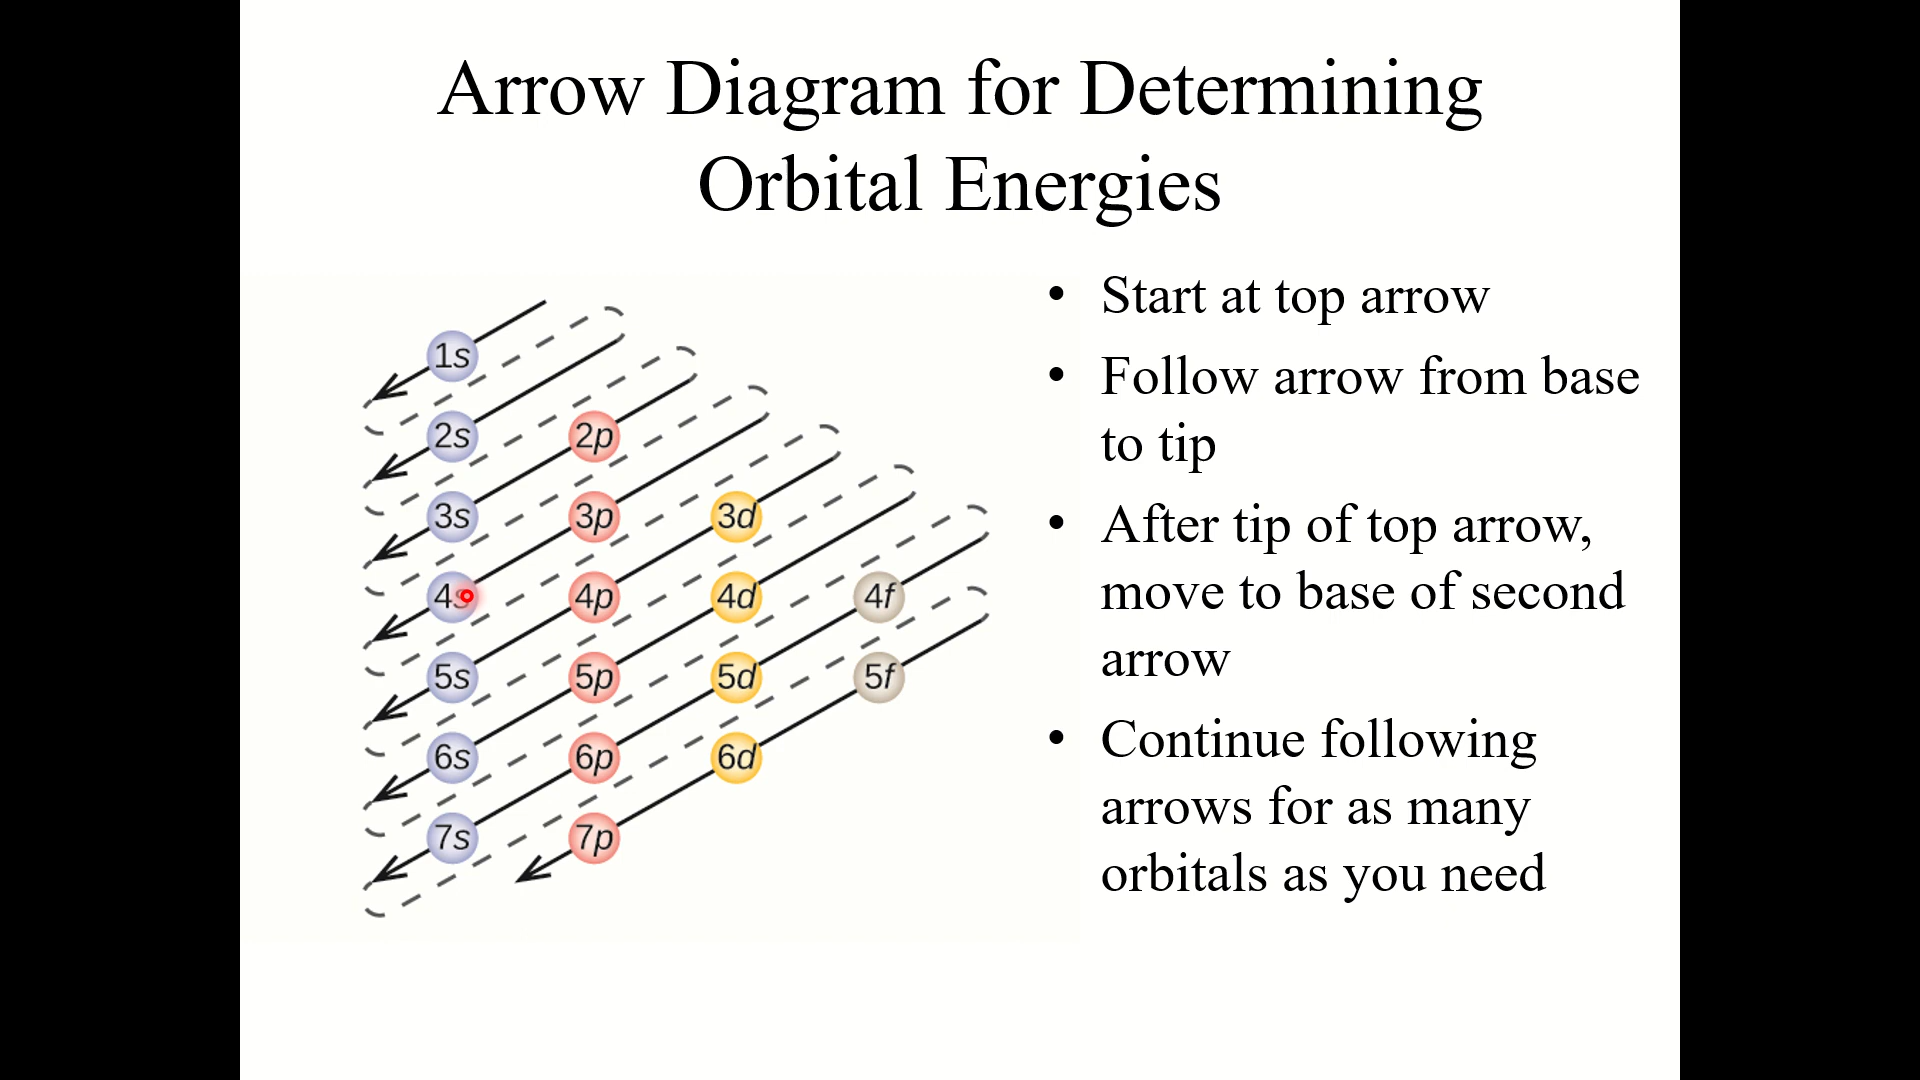 Arrow Diagram for Determining
Orbital Energies
1s
2s 2p
3s 3p 3d
4s 4p 4d 4f
5s 5p 5d 5f
6s 6p 6d
7s 7p
• Start at top arrow
• Follow arrow from base
to tip
• After tip of top arrow,
move to base of second
arrow
• Continue following
arrows for as many
orbitals as you need